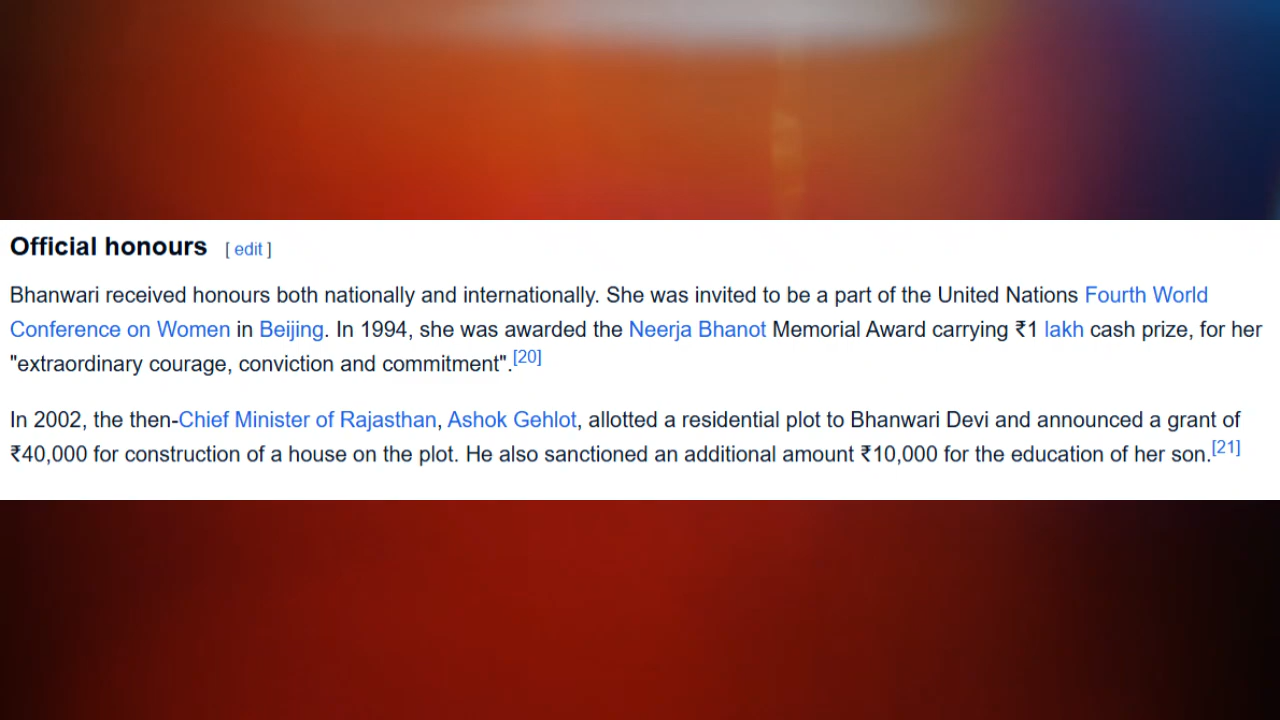 Official honours [ edit ]
Bhanwari received honours both nationally and internationally. She was invited to be a part of the United Nations Fourth World
Conference on Women in Beijing. In 1994, she was awarded the Neerja Bhanot Memorial Award carrying ₹1 lakh cash prize, for her
"extraordinary courage, conviction and commitment".[20]
In 2002, the then-Chief Minister of Rajasthan, Ashok Gehlot, allotted a residential plot to Bhanwari Devi and announced a grant of
₹40,000 for construction of a house on the plot. He also sanctioned an additional amount ₹10,000 for the education of her son.[21]